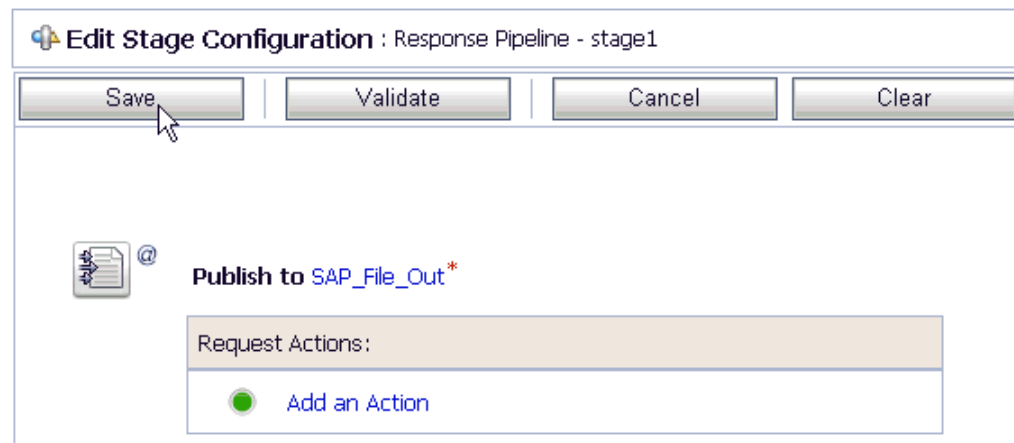 Edit Stage Configuration : Response Pipeline - stage1
Save Validate Cancel Clear
@
Publish to SAP_File_Out*
Request Actions:
Add an Action